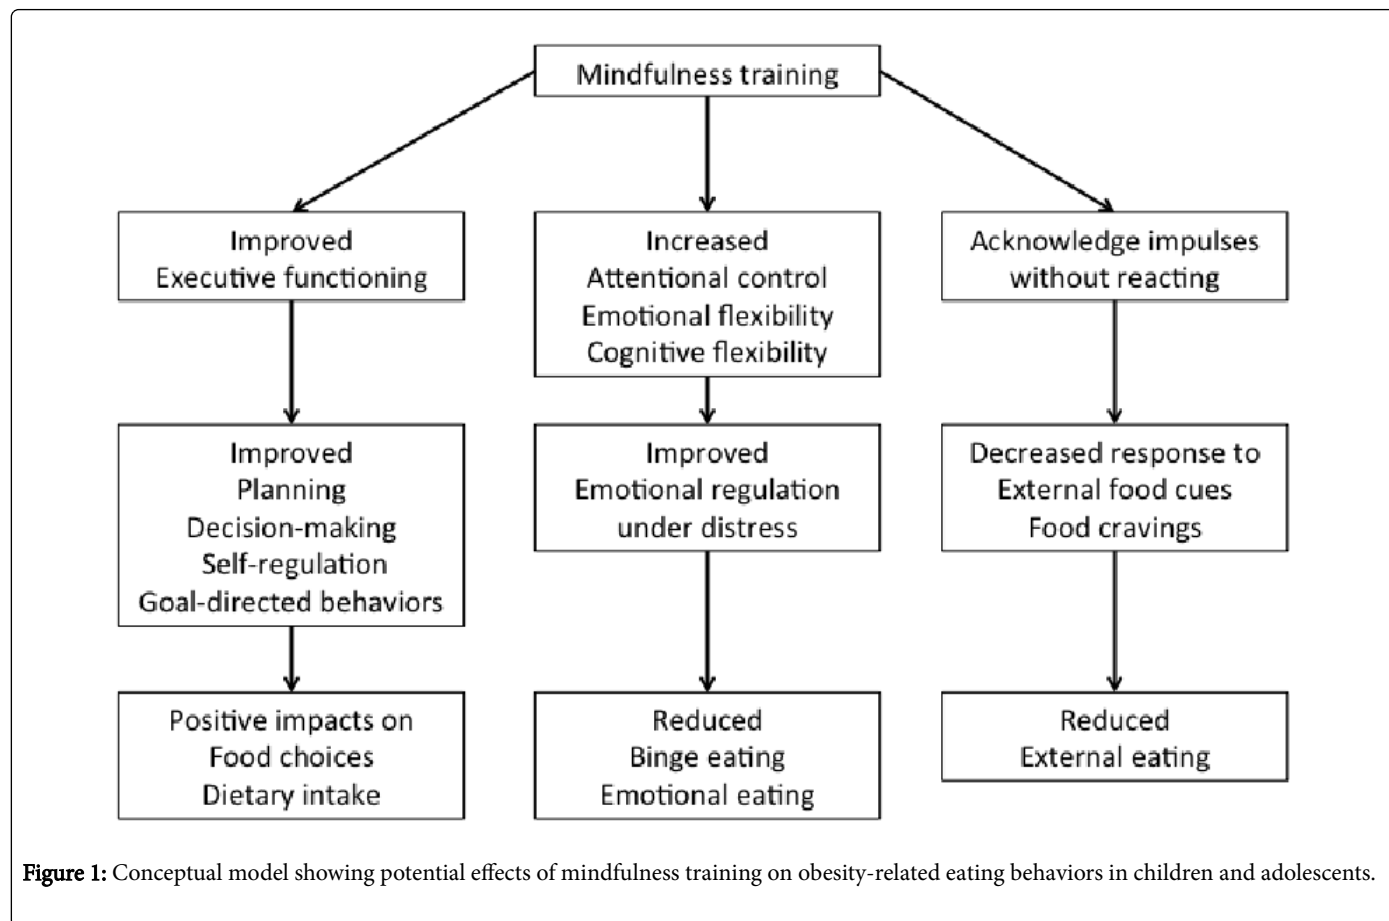 Mindfulness training
Improved
Executive functioning
Increased
Attentional control
Emotional flexibility
Cognitive flexibility
Acknowledge impulses
without reacting
Improved
Planning
Decision-making
Self-regulation
Goal-directed behaviors
Improved
Emotional regulation
under distress
Decreased response to
External food cues
Food cravings
Positive impacts on
Food choices
Dietary intake
Reduced
Binge eating
Emotional eating
Reduced
External eating
Figure 1: Conceptual model showing potential effects of mindfulness training on obesity-related eating behaviors in children and adolescents.